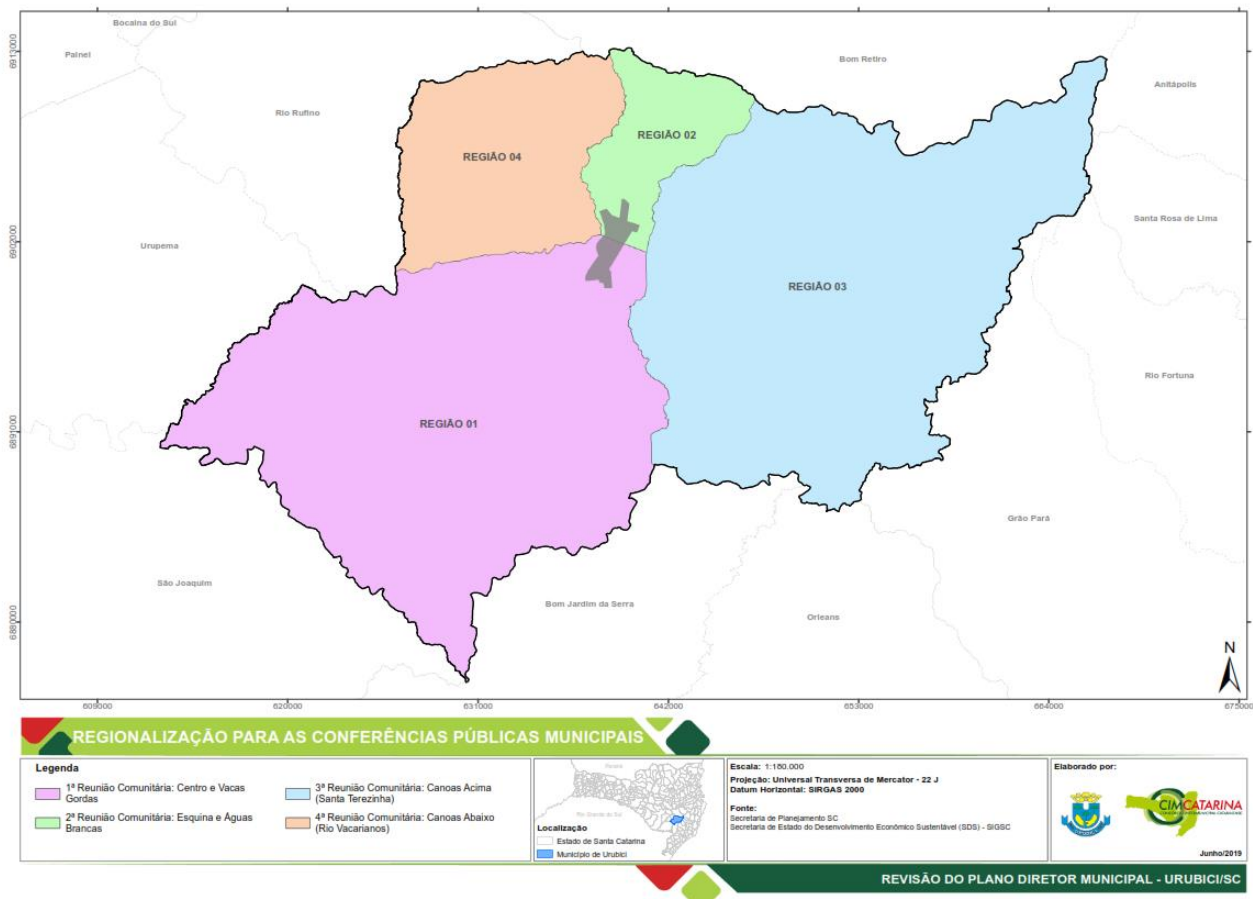 Bocaina do Sul
Painel
Bom Retiro
Anitápolis
Rio Rufino
REGIÃO 02
REGIÃO 04
Santa Rosa de Lima
Urupema
REGIÃO 03
Rio Fortuna
REGIÃO 01
Grão Pará
São Joaquim
Bom Jardim da Serra
Orleans
N
6913000
6902000
6891000
6880000
609000
620000
631000
642000
653000
664000
675000
REGIONALIZAÇÃO PARA AS CONFERÊNCIAS PÚBLICAS MUNICIPAIS
Legenda
1ª Reunião Comunitária: Centro e Vacas
Gordas
2ª Reunião Comunitária: Esquina e Águas
Brancas
3ª Reunião Comunitária: Canoas Acima
(Santa Terezinha)
4ª Reunião Comunitária: Canoas Abaixo
(Rio Vacarianos)
Paraná
Rio Grande do Sul
Localização
Estado de Santa Catarina
Município de Urubici
Escala: 1:160.000
Projeção: Universal Transversa de Mercator - 22 J
Datum Horizontal: SIRGAS 2000
Fonte:
Secretaria de Planejamento SC
Secretaria de Estado do Desenvolvimento Econômico Sustentável (SDS) - SIGSC
Elaborado por:
CIMCATARINA
Junho/2019
REVISÃO DO PLANO DIRETOR MUNICIPAL - URUBICI/SC